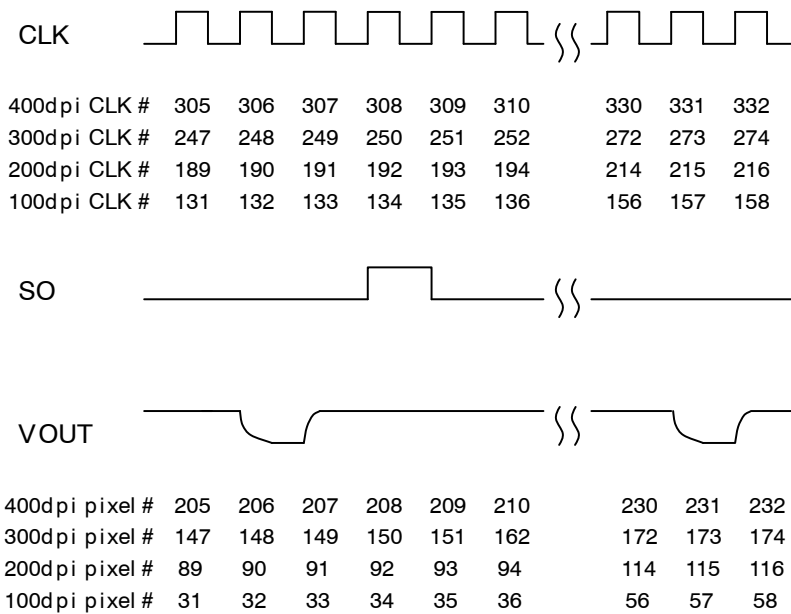 CLK
400dpi CLK # 305 306 307 308 309 310 330 331 332
300dpi CLK # 247 248 249 250 251 252 272 273 274
200dpi CLK # 189 190 191 192 193 194 214 215 216
100dpi CLK # 131 132 133 134 135 136 156 157 158
SO
VOUT
400dpi pixel # 205 206 207 208 209 210 230 231 232
300dpi pixel # 147 148 149 150 151 162 172 173 174
200dpi pixel # 89 90 91 92 93 94 114 115 116
100dpi pixel # 31 32 33 34 35 36 56 57 58